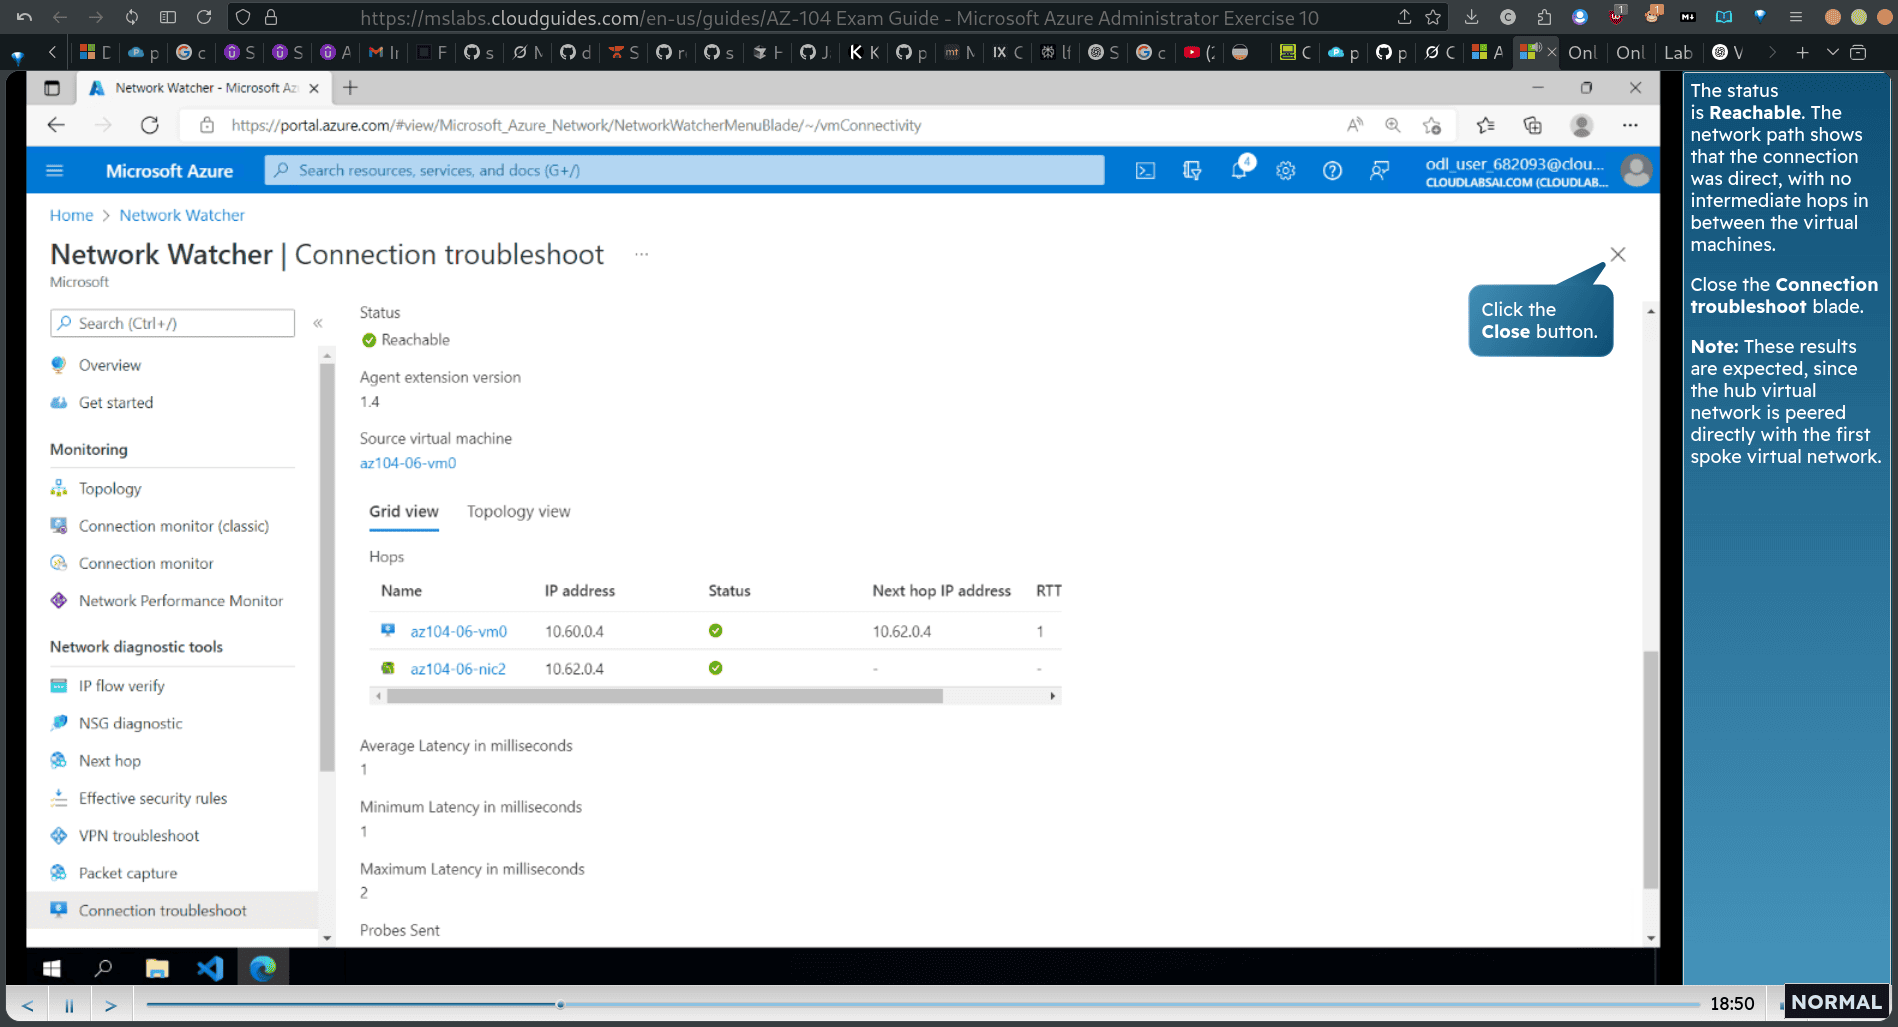 https://mslabs.cloudguides.com/en-us/guides/AZ-104 Exam Guide - Microsoft Azure Administrator Exercise 10
Network Watcher - Microsoft Az
https://portal.azure.com/#view/Microsoft_Azure_Network/NetworkWatcherMenuBlade/~/vmConnectivity
Microsoft Azure
Search resources, services, and docs (G+/)
4
odl_user_682093@clou...
CLOUDLABSAI.COM (CLOUDLAB...
Home > Network Watcher
Network Watcher | Connection troubleshoot ...
Microsoft
Search (Ctrl+/)
Overview
Get started
Monitoring
Topology
Connection monitor (classic)
Connection monitor
Network Performance Monitor
Network diagnostic tools
IP flow verify
NSG diagnostic
Next hop
Effective security rules
VPN troubleshoot
Packet capture
Connection troubleshoot
Status
Reachable
Agent extension version
1.4
Source virtual machine
az104-06-vm0
Grid view Topology view
Hops
Name IP address Status Next hop IP address RTT
az104-06-vm0 10.60.0.4 10.62.0.4 1
az104-06-nic2 10.62.0.4 - -
Average Latency in milliseconds
1
Minimum Latency in milliseconds
1
Maximum Latency in milliseconds
2
Probes Sent
Click the
Close button.
The status
is Reachable. The
network path shows
that the connection
was direct, with no
intermediate hops in
between the virtual
machines.
Close the Connection
troubleshoot blade.
Note: These results
are expected, since
the hub virtual
network is peered
directly with the first
spoke virtual network.
18:50
NORMAL